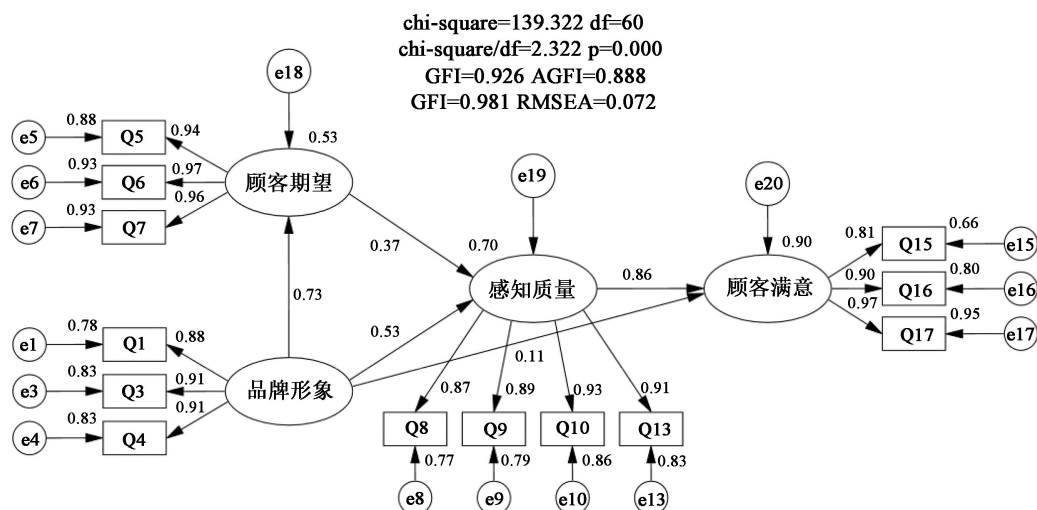 chi-square=139.322 df=60
chi-square/df=2.322 p=0.000
GFI=0.926 AGFI=0.888
GFI=0.981 RMSEA=0.072
e18
0.53
e5
0.88
Q5
0.94
e6
0.93
Q6
0.97
e7
0.93
Q7
0.96
顾客期望
0.37
0.73
e19
0.70
感知质量
0.86
e20
0.90
顾客满意
0.81
Q15
0.66
e15
0.90
Q16
0.80
e16
0.97
Q17
0.95
e17
e1
0.78
Q1
0.88
e3
0.83
Q3
0.91
e4
0.83
Q4
0.91
品牌形象
0.53
0.11
0.87
0.89
0.93
0.91
Q8
Q9
Q10
Q13
0.77
0.79
0.86
0.83
e8
e9
e10
e13